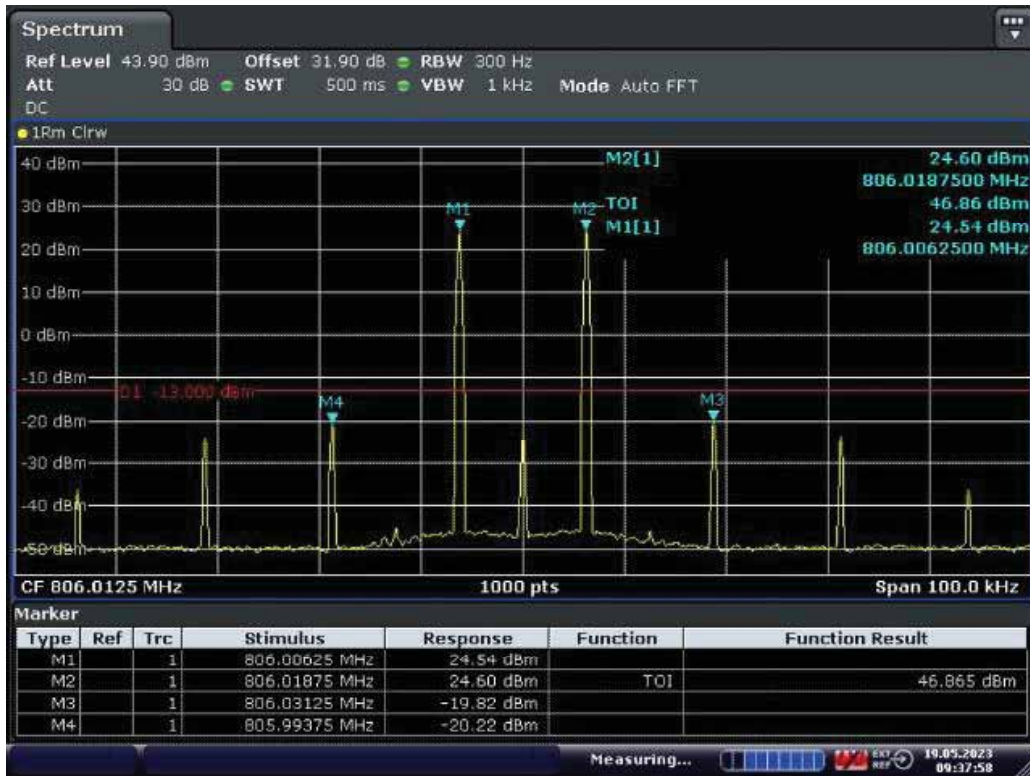 Spectrum
Ref Level 43.90 dBm Offset 31.90 dB RBW 300 Hz
Att 30 dB SWT 500 ms VBW 1 kHz Mode Auto FFT
DC
1Rm Clrw
40 dBm M2[1] 24.60 dBm
806.0187500 MHz
30 dBm M1 M2 TOI 46.86 dBm
M1[1] 24.54 dBm
20 dBm 806.0062500 MHz
10 dBm
0 dBm
-10 dBm
D1 -13.000 dBm
M4 M3
-20 dBm
-30 dBm
-40 dBm
-50 dBm
CF 806.0125 MHz 1000 pts Span 100.0 kHz
Marker
Type Ref Trc Stimulus Response Function Function Result
M1 1 806.00625 MHz 24.54 dBm
M2 1 806.01875 MHz 24.60 dBm TOI 46.865 dBm
M3 1 806.03125 MHz -19.82 dBm
M4 1 805.99375 MHz -20.22 dBm
Measuring... EXT REF 19.05.2023
09:37:58